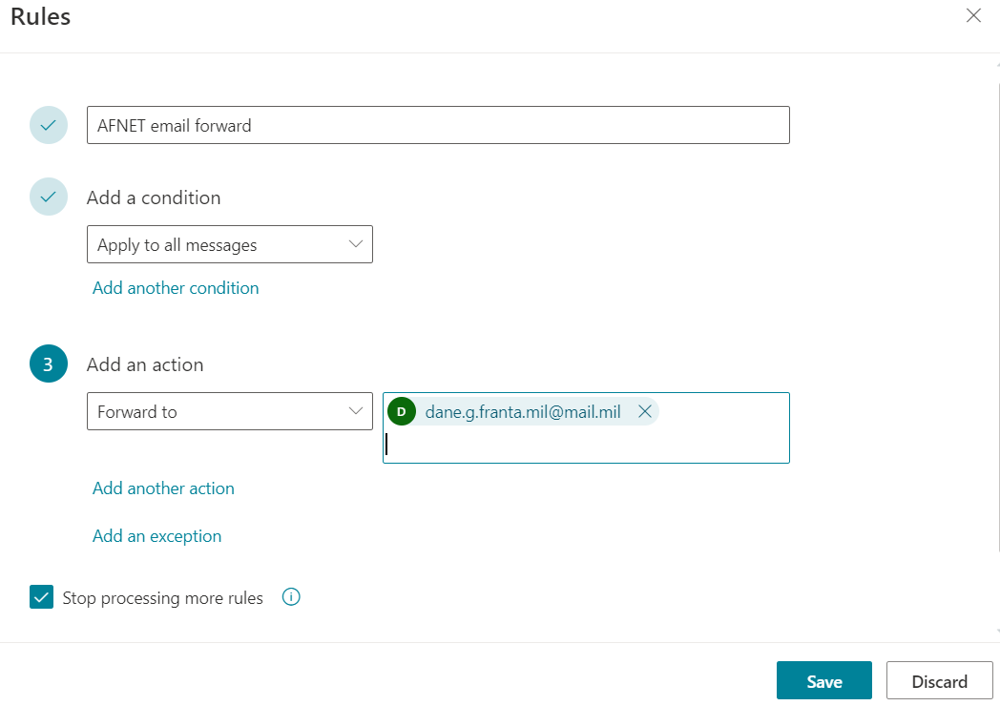 Rules
AFNET email forward
Add a condition
Apply to all messages
Add another condition
3
Add an action
Forward to
D dane.g.franta.mil@mail.mil
Add another action
Add an exception
Stop processing more rules
Save
Discard